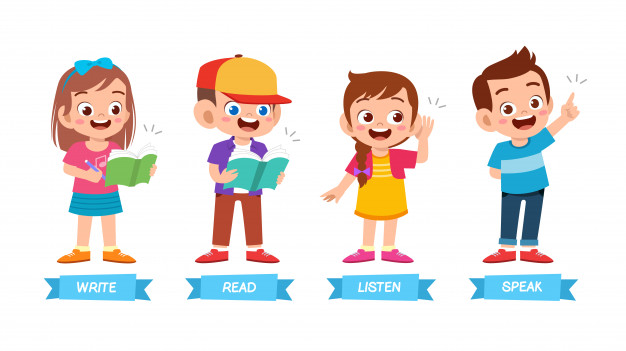 WRITE
READ
LISTEN
SPEAK